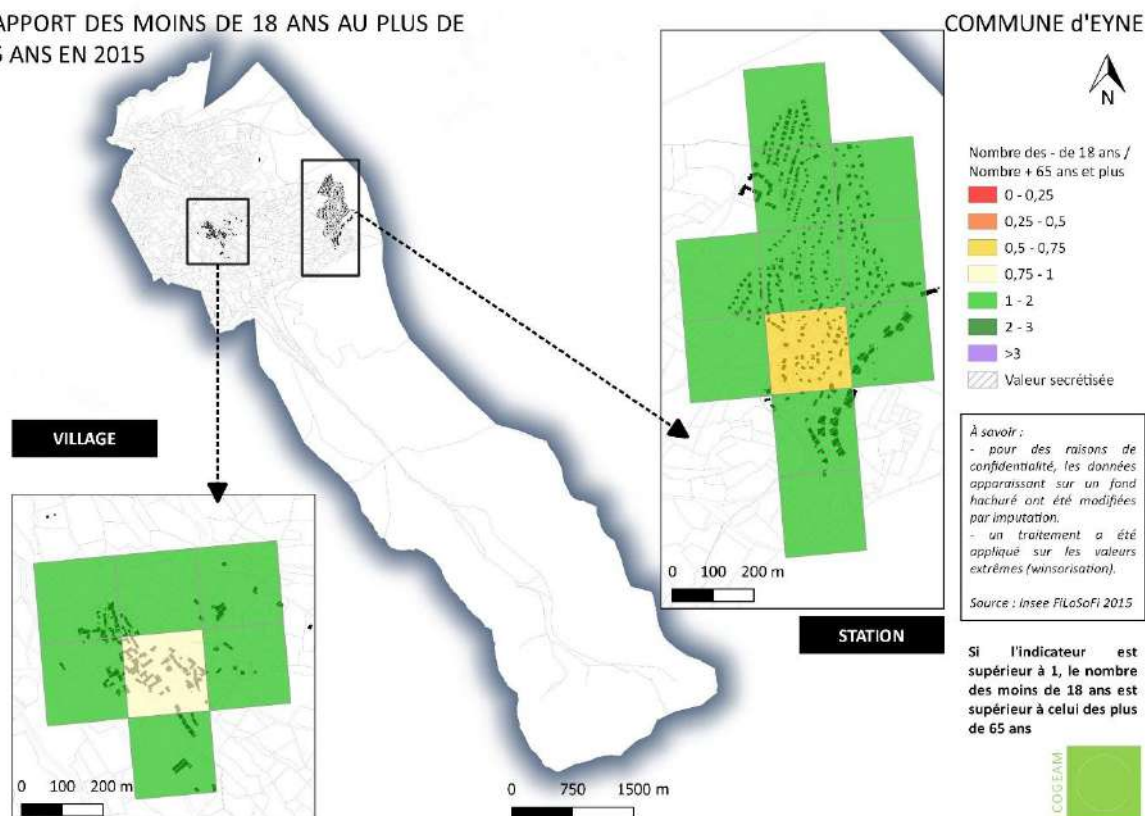 APPORT DES MOINS DE 18 ANS AU PLUS DE
ANS EN 2015
COMMUNE d'EYNE
N
Nombre des - de 18 ans /
Nombre + 65 ans et plus
0 - 0,25
0,25 - 0,5
0,5 - 0,75
0,75 - 1
1 - 2
2 - 3
>3
Valeur secrétisée
À savoir :
- pour des raisons de
confidentialité, les données
apparaissant sur un fond
hachuré ont été modifiées
par imputation.
- un traitement a été
appliqué sur les valeurs
extrêmes (winsorisation).
Source : Insee FiLoSoFi 2015
Si l'indicateur est
supérieur à 1, le nombre
des moins de 18 ans est
supérieur à celui des plus
de 65 ans
VILLAGE
STATION
0 100 200 m
0 100 200 m
0 750 1500 m
COGEAM